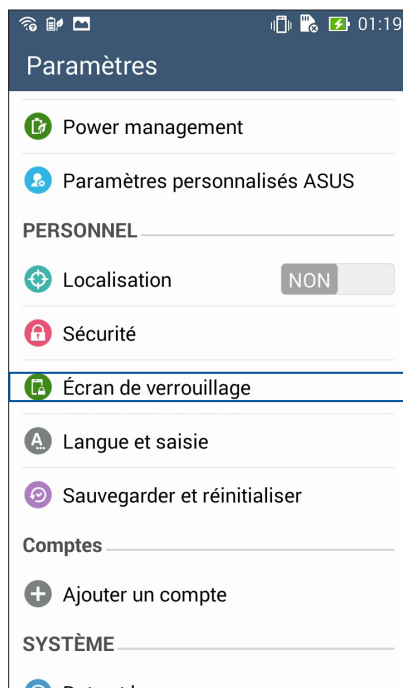 01:19
Paramètres
Power management
Paramètres personnalisés ASUS
PERSONNEL
Localisation NON
Sécurité
Écran de verrouillage
A
Langue et saisie
Sauvegarder et réinitialiser
Comptes
Ajouter un compte
SYSTÈME